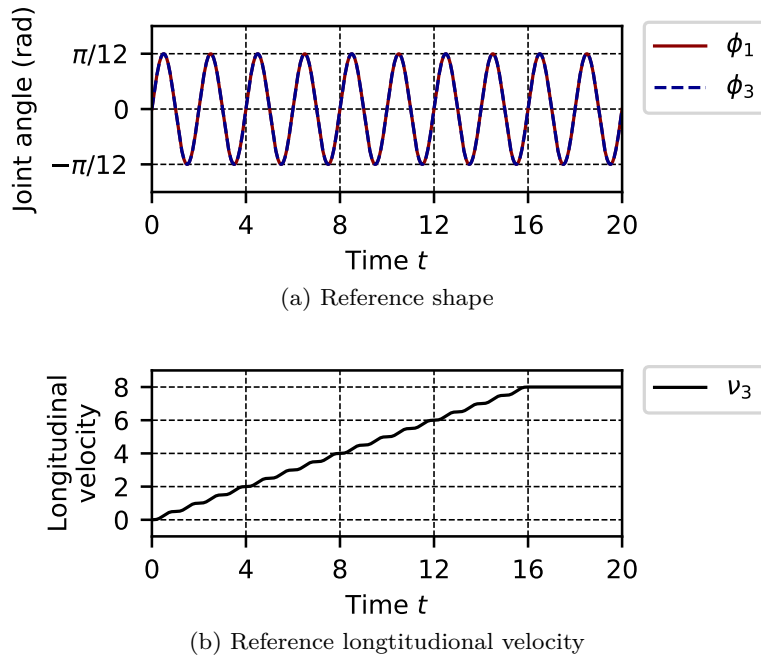 Joint angle (rad)
π/12
0
−π/12
0 4 8 12 16 20
Time t
ϕ₁
ϕ₃
(a) Reference shape
Longitudinal
velocity
8
6
4
2
0
0 4 8 12 16 20
Time t
ν₃
(b) Reference longtitudional velocity